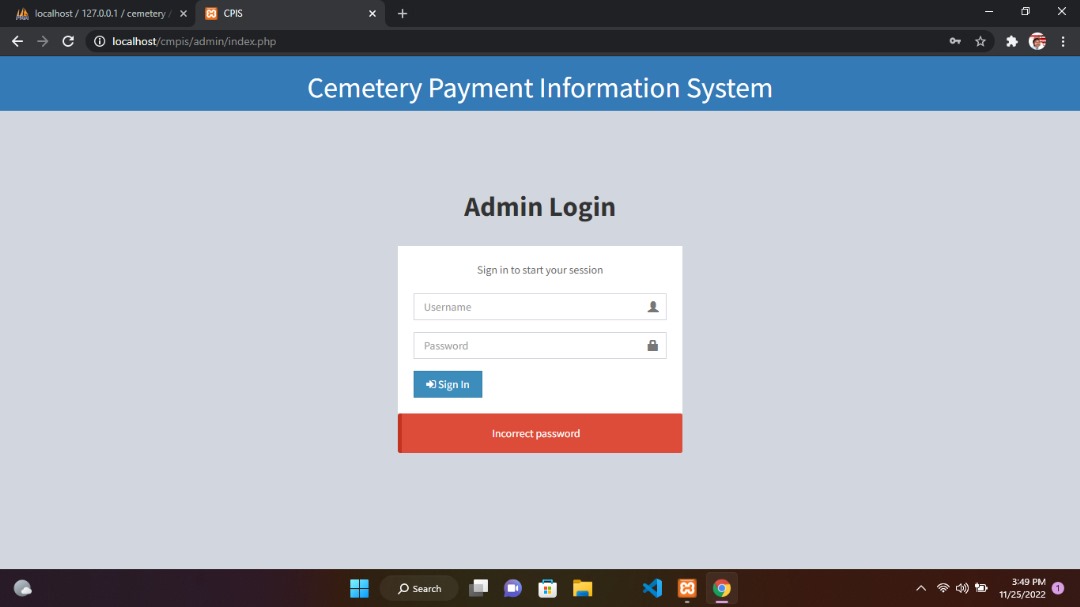 localhost / 127.0.0.1 / cemetery /
CPIS
localhost/cmpis/admin/index.php
Cemetery Payment Information System
Admin Login
Sign in to start your session
Username
Password
Sign In
Incorrect password
Search
3:49 PM
11/25/2022
1